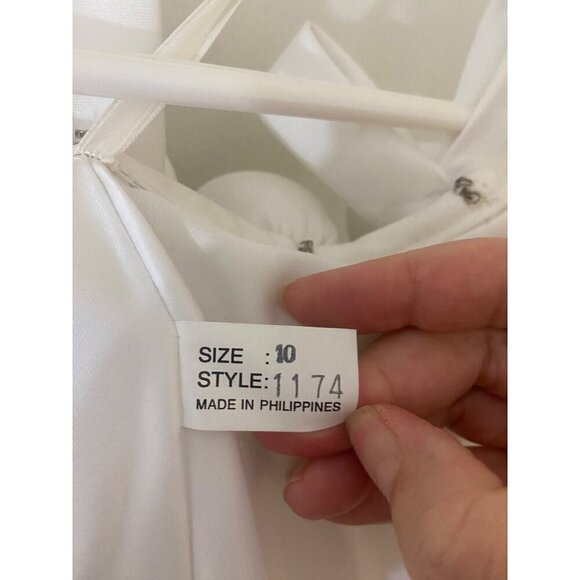 SIZE : 10
STYLE: 1174
MADE IN PHILIPPINES